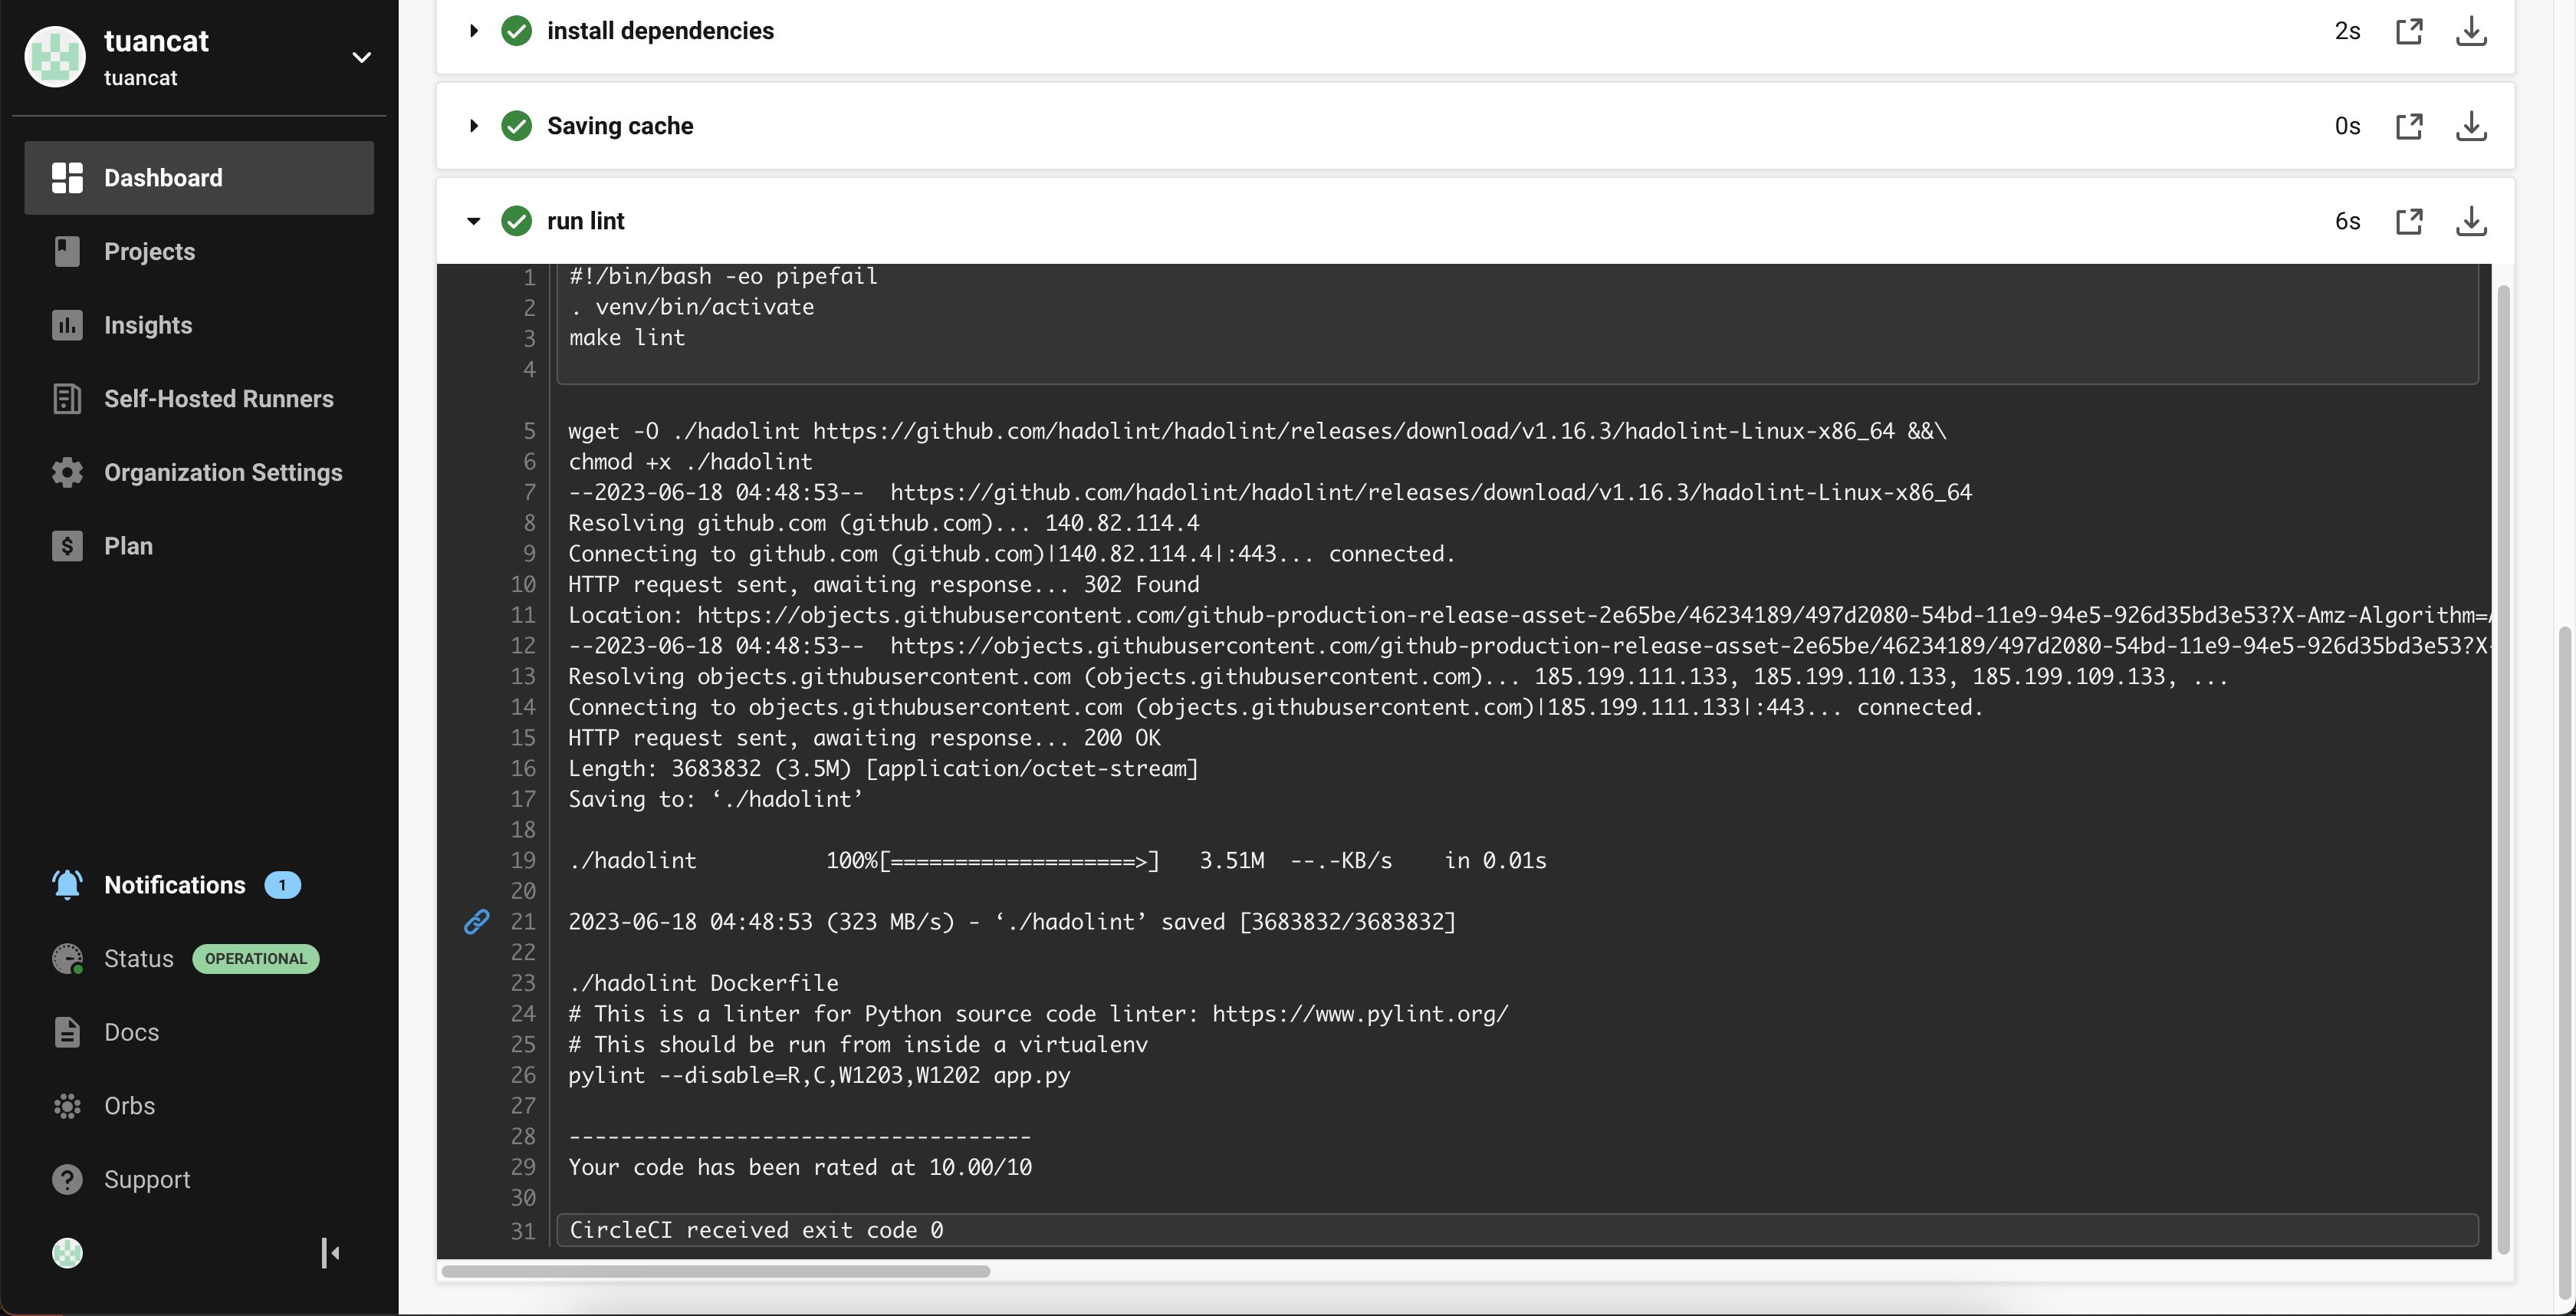 tuancat
tuancat
Dashboard
Projects
Insights
Self-Hosted Runners
Organization Settings
Plan
Notifications 1
Status OPERATIONAL
Docs
Orbs
Support
install dependencies 2s
Saving cache 0s
run lint 6s
1 #!/bin/bash -eo pipefail
2 . venv/bin/activate
3 make lint
4
5 wget -O ./hadolint https://github.com/hadolint/hadolint/releases/download/v1.16.3/hadolint-Linux-x86_64 &&\
6 chmod +x ./hadolint
7 --2023-06-18 04:48:53--  https://github.com/hadolint/hadolint/releases/download/v1.16.3/hadolint-Linux-x86_64
8 Resolving github.com (github.com)... 140.82.114.4
9 Connecting to github.com (github.com)|140.82.114.4|:443... connected.
10 HTTP request sent, awaiting response... 302 Found
11 Location: https://objects.githubusercontent.com/github-production-release-asset-2e65be/46234189/497d2080-54bd-11e9-94e5-926d35bd3e53?X-Amz-Algorithm=
12 --2023-06-18 04:48:53--  https://objects.githubusercontent.com/github-production-release-asset-2e65be/46234189/497d2080-54bd-11e9-94e5-926d35bd3e53?X-
13 Resolving objects.githubusercontent.com (objects.githubusercontent.com)... 185.199.111.133, 185.199.110.133, 185.199.109.133, ...
14 Connecting to objects.githubusercontent.com (objects.githubusercontent.com)|185.199.111.133|:443... connected.
15 HTTP request sent, awaiting response... 200 OK
16 Length: 3683832 (3.5M) [application/octet-stream]
17 Saving to: ‘./hadolint’
18
19 ./hadolint          100%[===================>]   3.51M  --.-KB/s    in 0.01s
20
21 2023-06-18 04:48:53 (323 MB/s) - ‘./hadolint’ saved [3683832/3683832]
22
23 ./hadolint Dockerfile
24 # This is a linter for Python source code linter: https://www.pylint.org/
25 # This should be run from inside a virtualenv
26 pylint --disable=R,C,W1203,W1202 app.py
27
28 ------------------------------------
29 Your code has been rated at 10.00/10
30
31 CircleCI received exit code 0